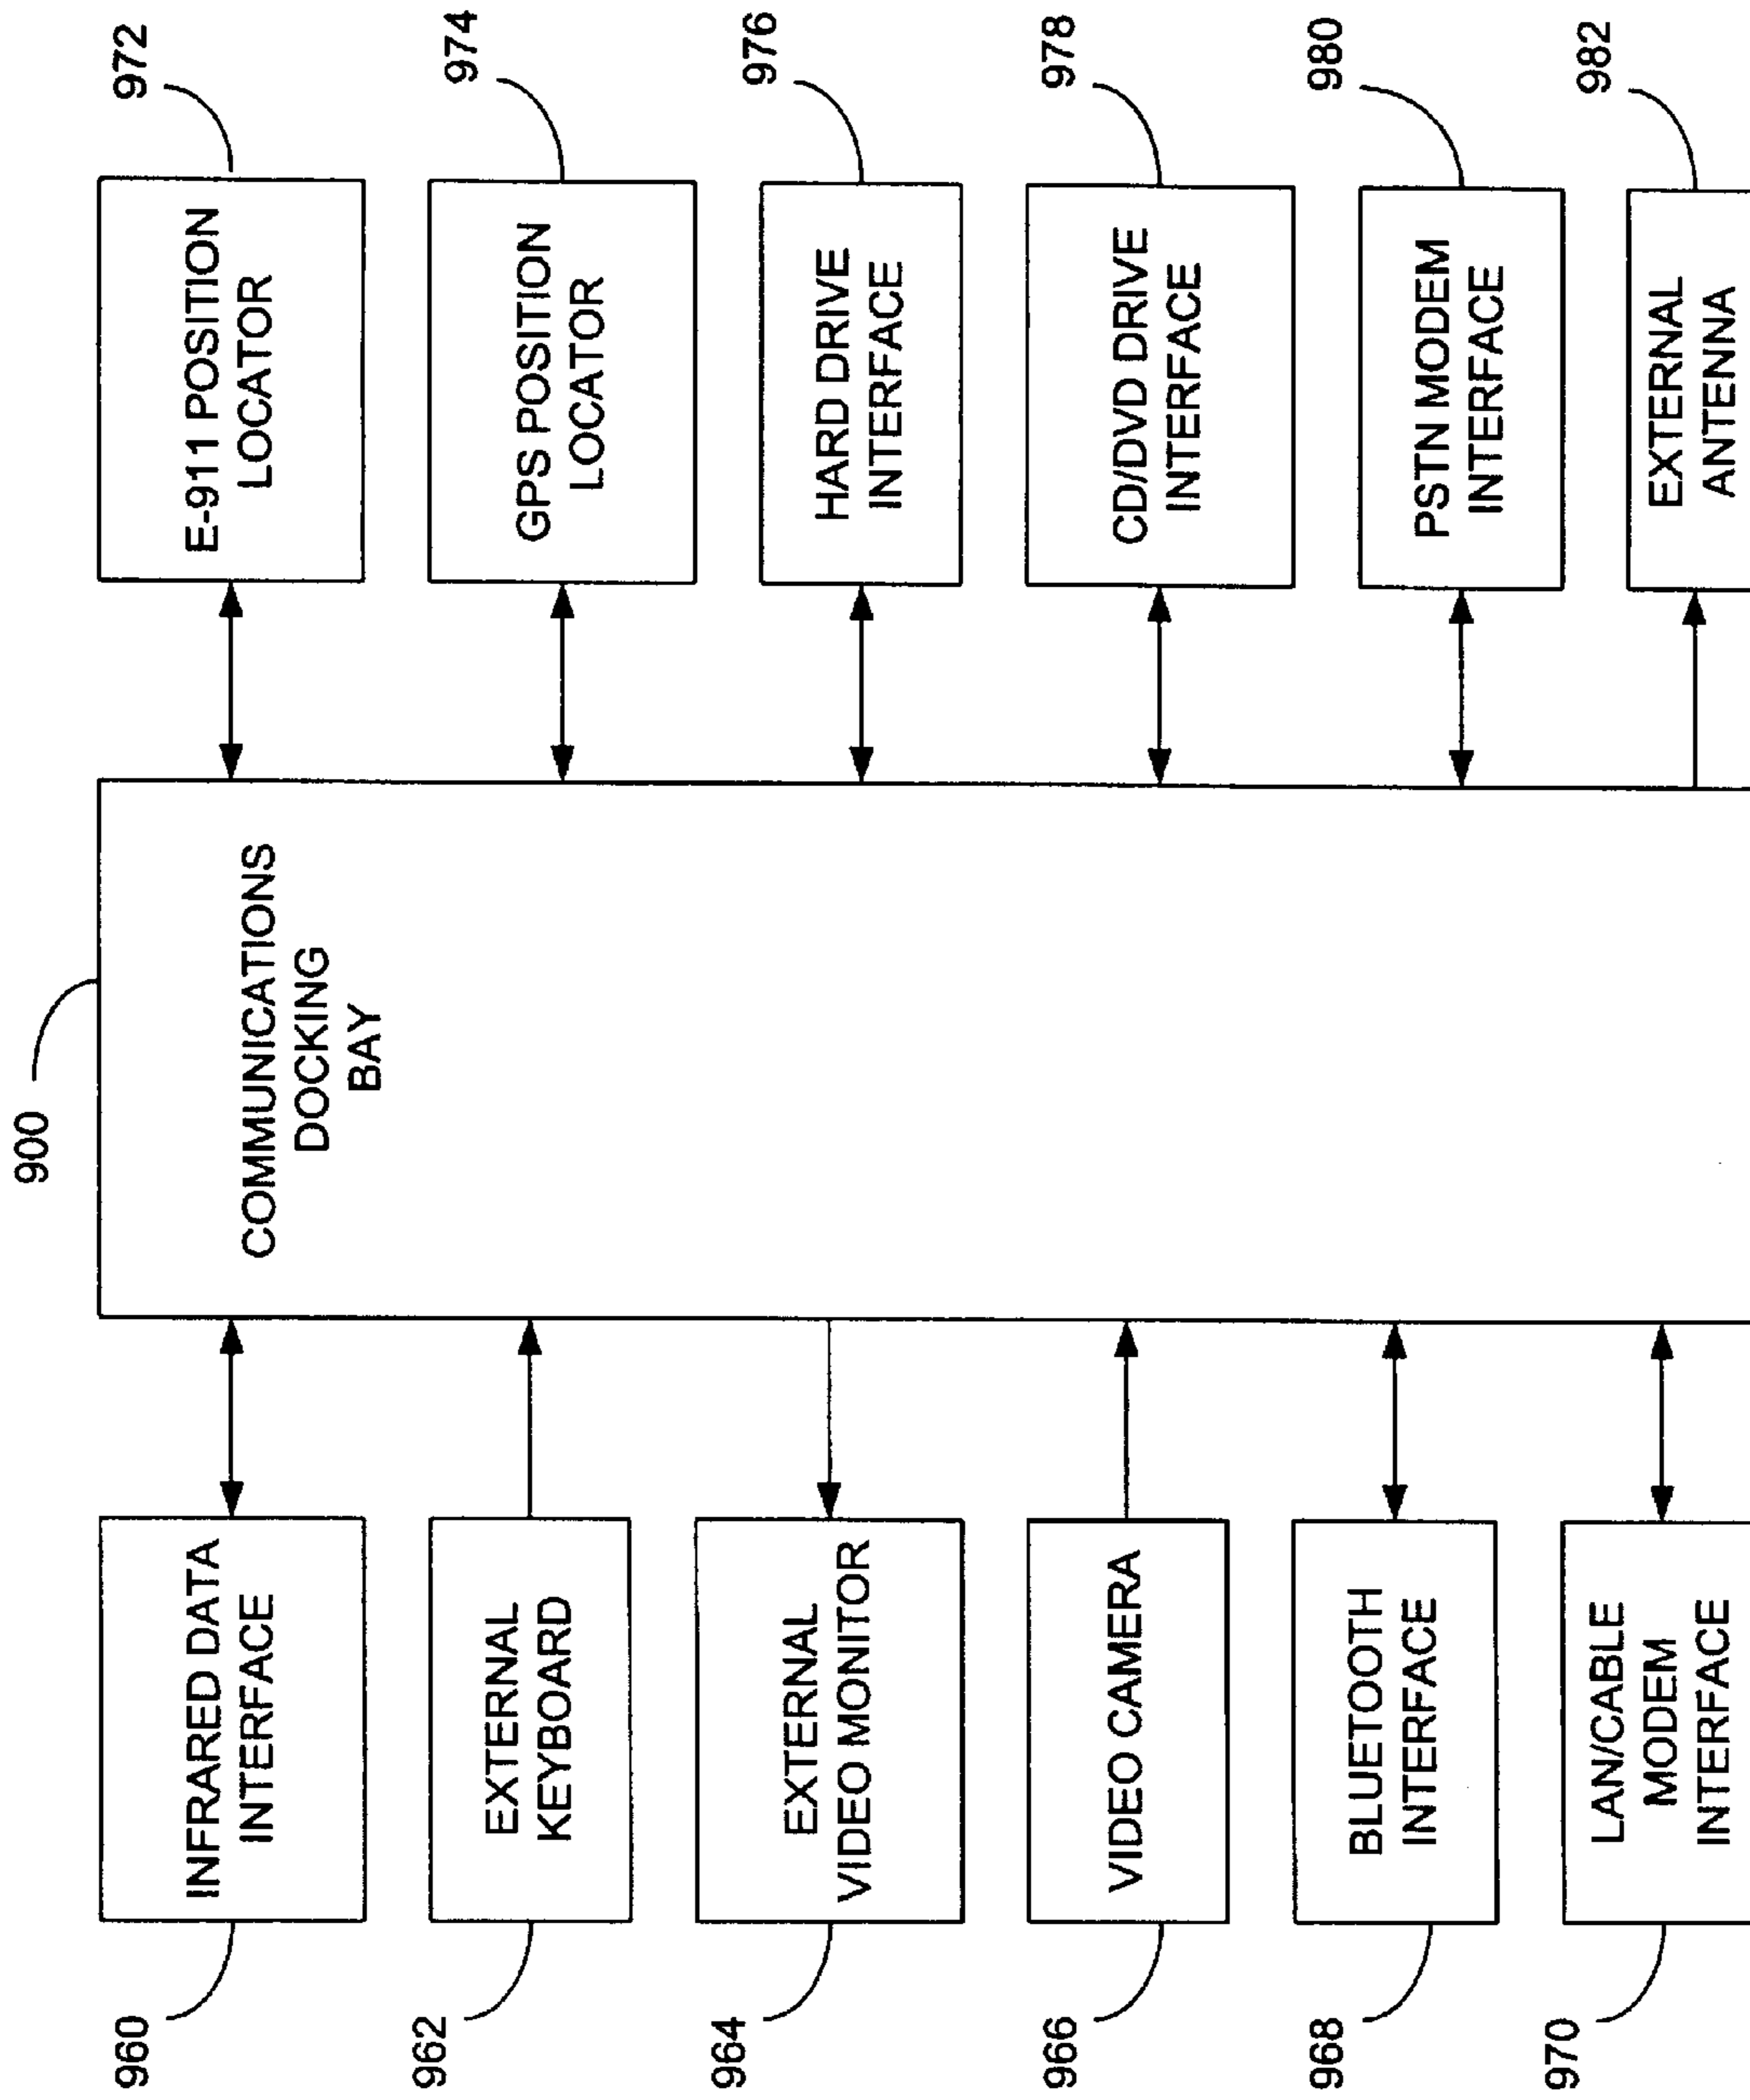 900
COMMUNICATIONS
DOCKING
BAY
960
INFRARED DATA
INTERFACE
962
EXTERNAL
KEYBOARD
964
EXTERNAL
VIDEO MONITOR
966
VIDEO CAMERA
968
BLUETOOTH
INTERFACE
970
LAN/CABLE
MODEM
INTERFACE
972
E-911 POSITION
LOCATOR
974
GPS POSITION
LOCATOR
976
HARD DRIVE
INTERFACE
978
CD/DVD DRIVE
INTERFACE
980
PSTN MODEM
INTERFACE
982
EXTERNAL
ANTENNA